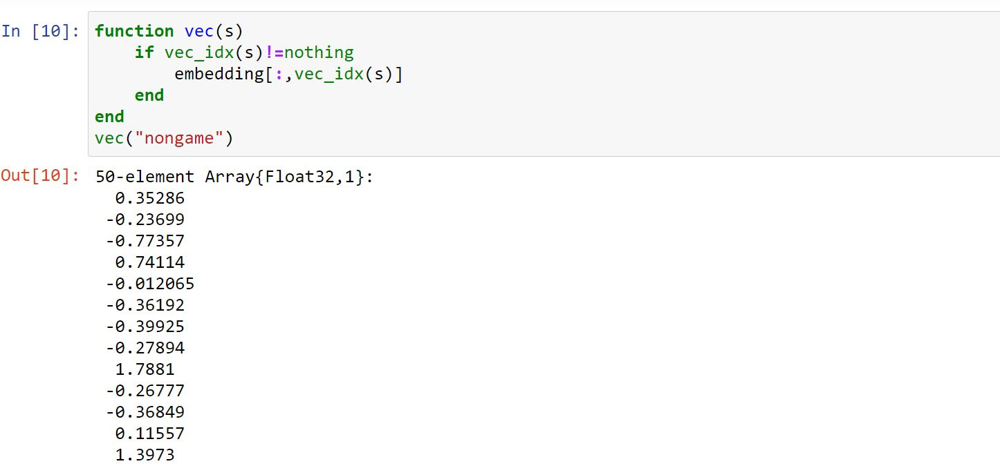 In [10]: function vec(s)
    if vec_idx(s)!=nothing
        embedding[:,vec_idx(s)]
    end
end
vec("nongame")
Out[10]: 50-element Array{Float32,1}:
  0.35286
 -0.23699
 -0.77357
  0.74114
 -0.012065
 -0.36192
 -0.39925
 -0.27894
  1.7881
 -0.26777
 -0.36849
  0.11557
  1.3973